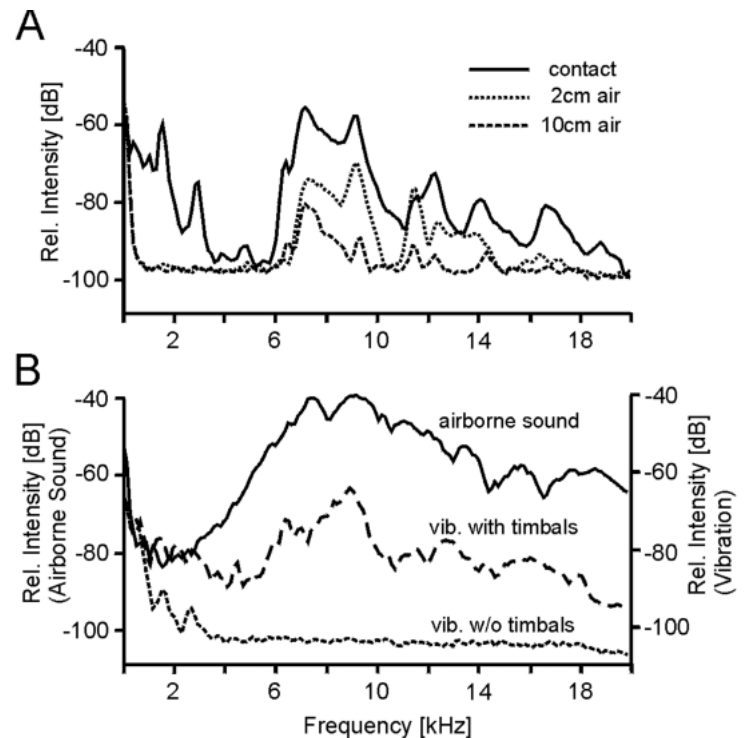 A
Rel. Intensity [dB]
-40
-60
-80
-100
contact
2cm air
10cm air
2
6
10
14
18
B
Rel. Intensity [dB]
(Airborne Sound)
-40
-60
-80
-100
airborne sound
vib. with timbals
vib. w/o timbals
-40
-60
-80
-100
Rel. Intensity [dB]
(Vibration)
2
6
10
14
18
Frequency [kHz]